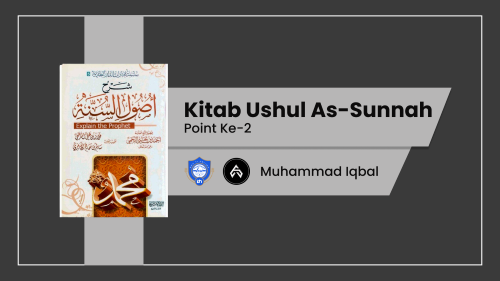 شرح
أصول السنة
Explain the Prophet
محمد
Kitab Ushul As-Sunnah
Point Ke-2
Muhammad Iqbal